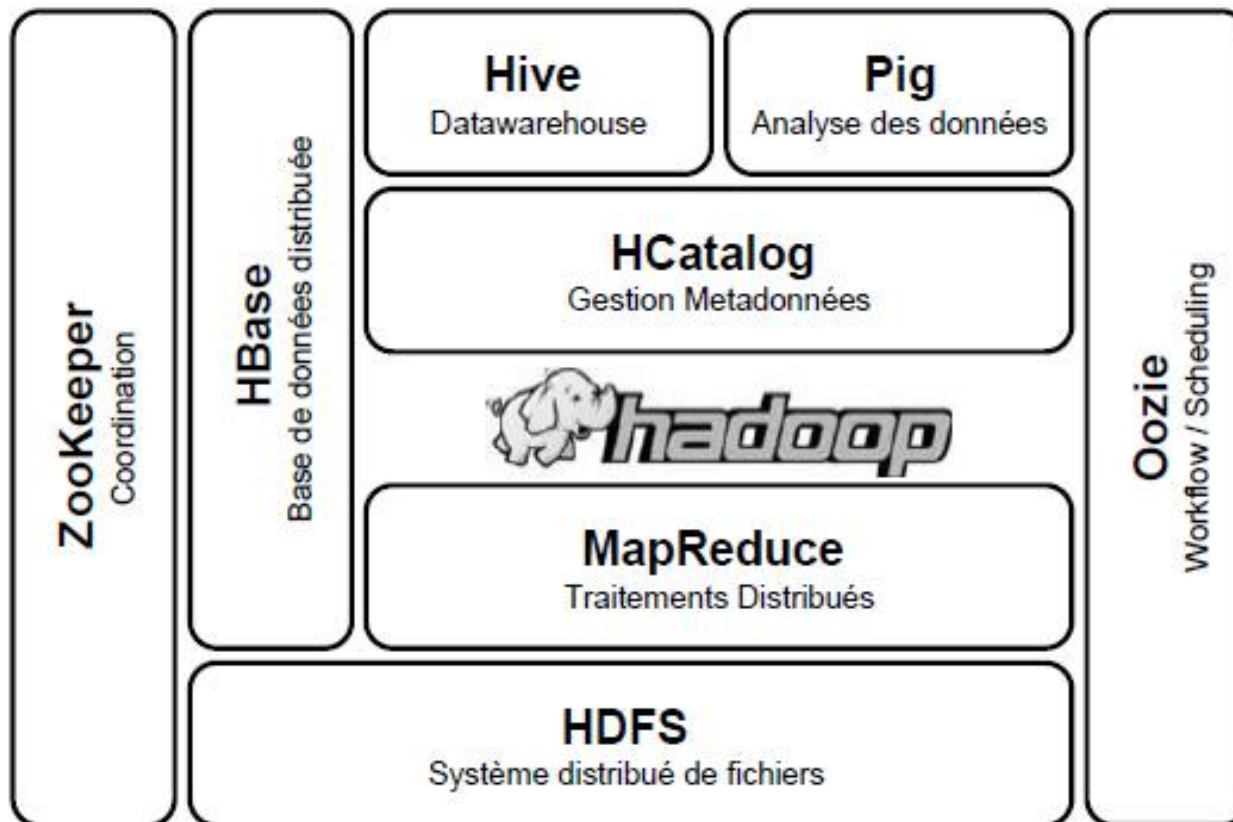 ZooKeeper
Coordination
HBase
Base de données distribuée
Hive
Datawarehouse
Pig
Analyse des données
HCatalog
Gestion Metadonnées
hadoop
MapReduce
Traitements Distribués
HDFS
Système distribué de fichiers
Oozie
Workflow / Scheduling